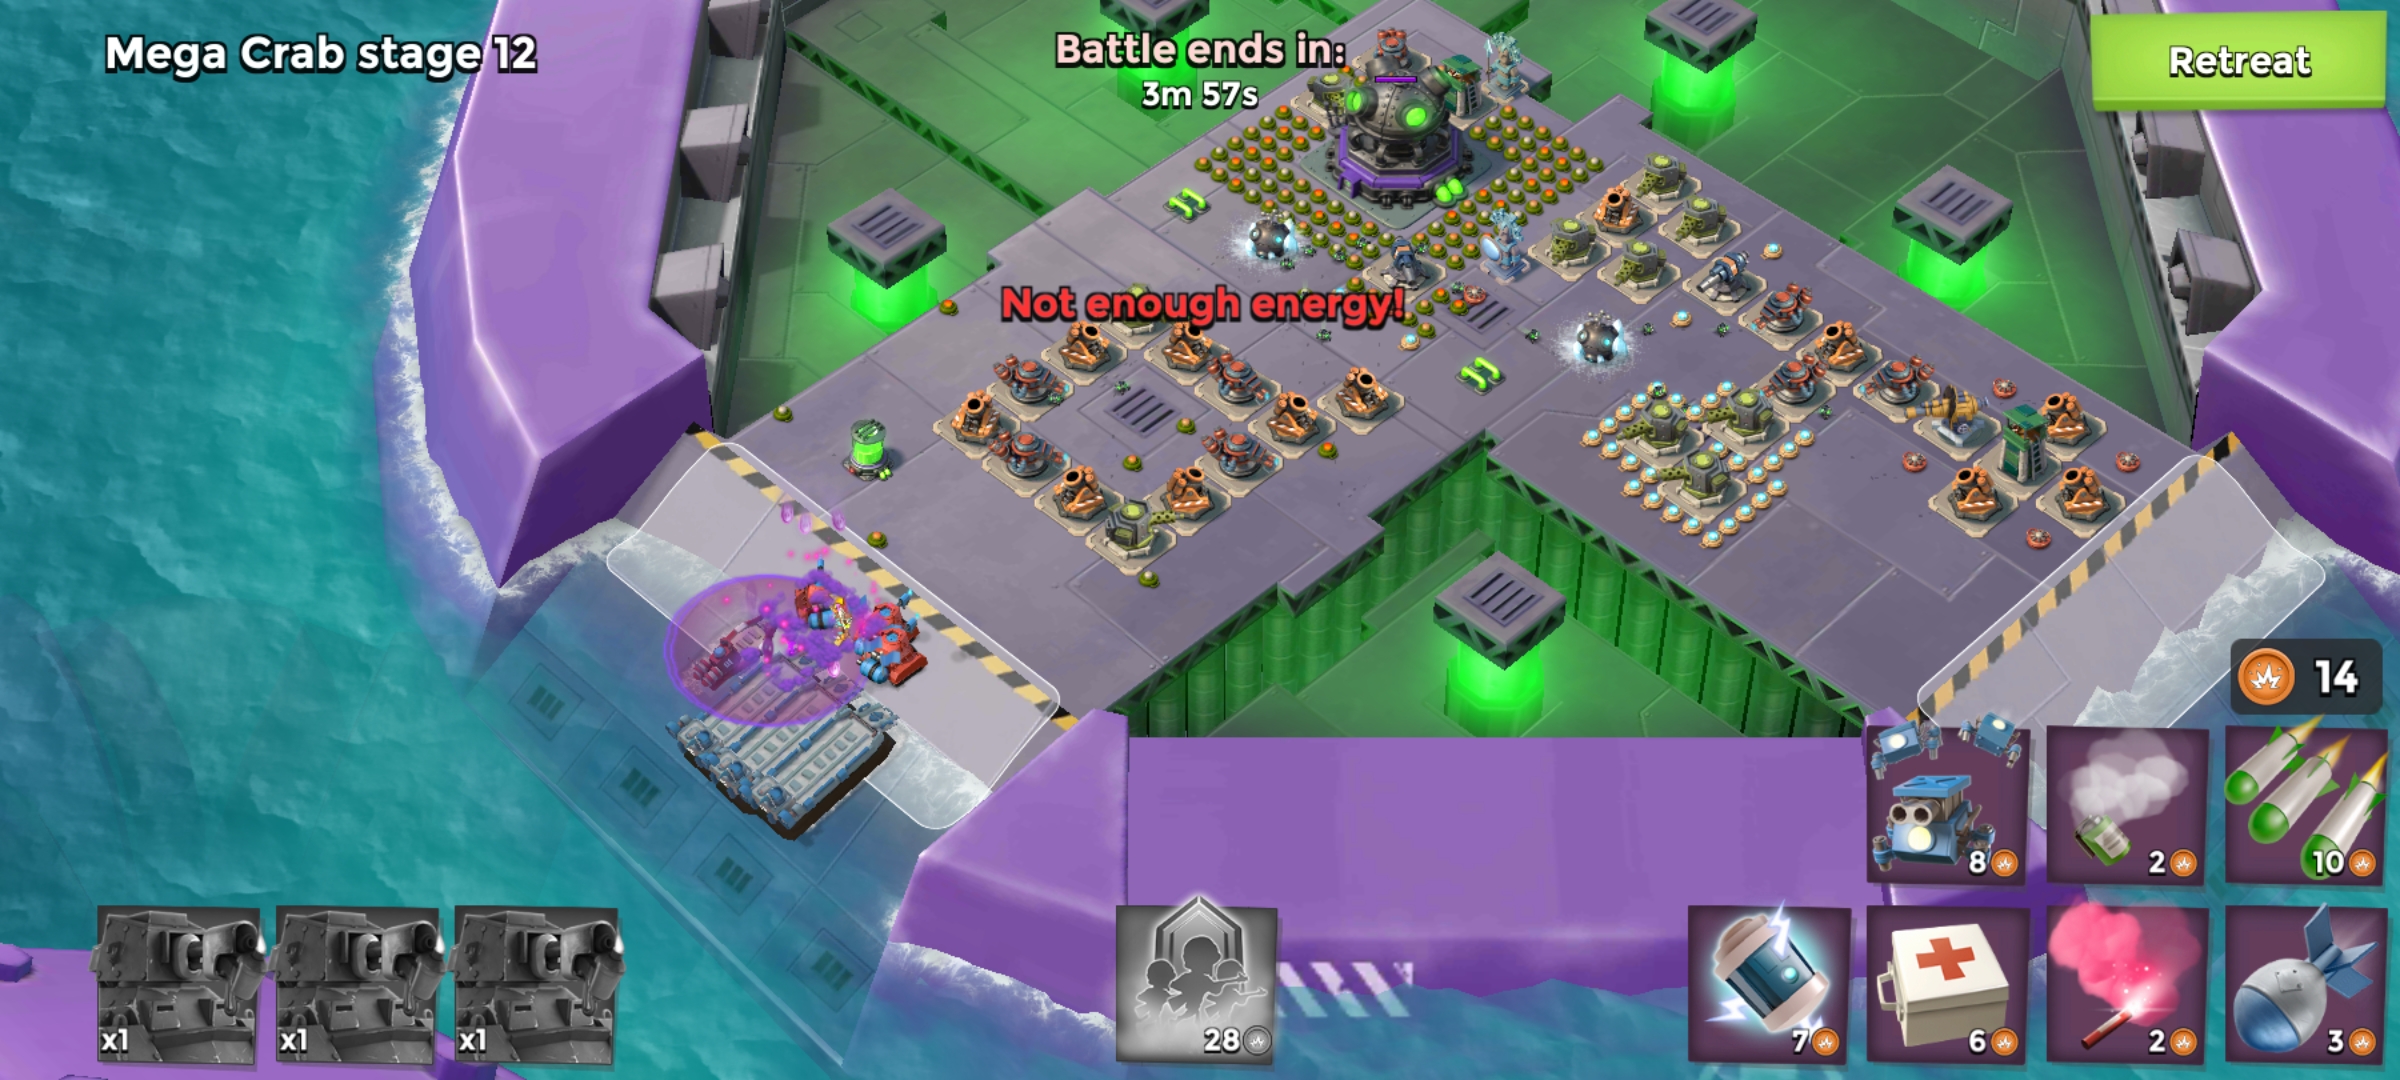 Mega Crab stage 12
Battle ends in:
3m 57s
Retreat
Not enough energy!
14
8
2
10
x1
x1
x1
28
7
6
2
3